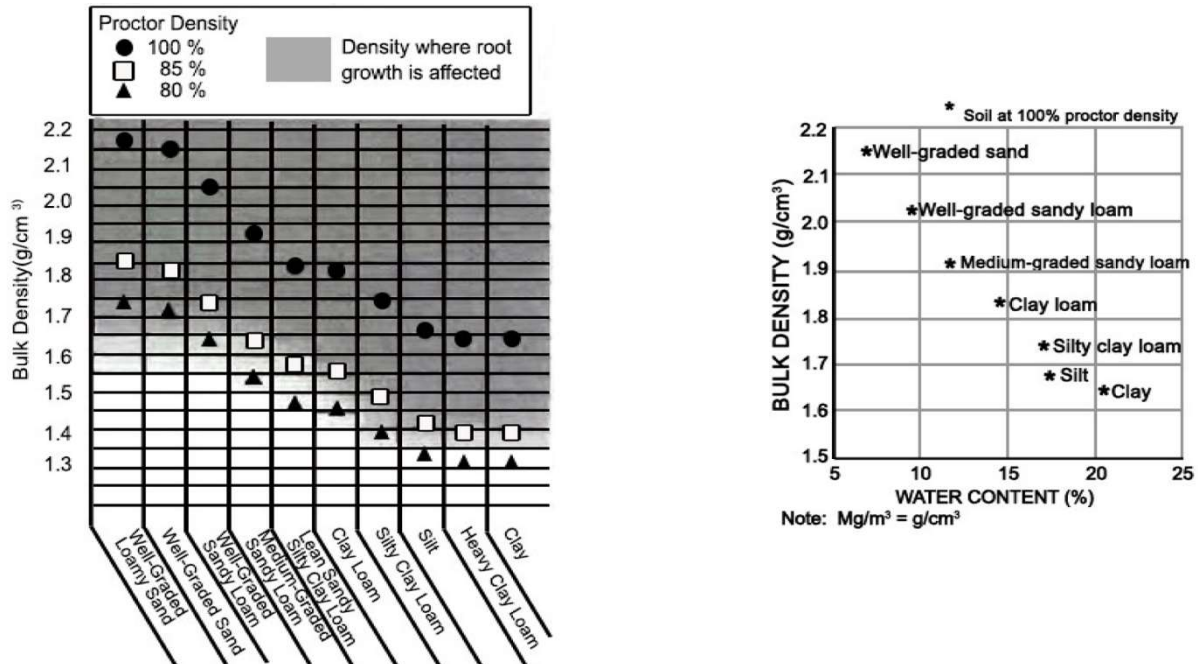 Proctor Density
100 %
85 %
80 %
Density where root
growth is affected
Bulk Density(g/cm 3)
2.2
2.1
2.0
1.9
1.8
1.7
1.6
1.5
1.4
1.3
Well-Graded
Loamy Sand
Well-Graded Sand
Well-Graded
Sandy Loam
Medium-Graded
Sandy Loam
Lean Sandy
Silty Clay Loam
Clay Loam
Silty Clay Loam
Silt
Heavy Clay Loam
Clay
* Soil at 100% proctor density
BULK DENSITY (g/cm³)
2.2
2.1
2.0
1.9
1.8
1.7
1.6
1.5
*Well-graded sand
*Well-graded sandy loam
* Medium-graded sandy loam
* Clay loam
* Silty clay loam
* Silt
*Clay
5
10
15
20
25
WATER CONTENT (%)
Note: Mg/m³ = g/cm³